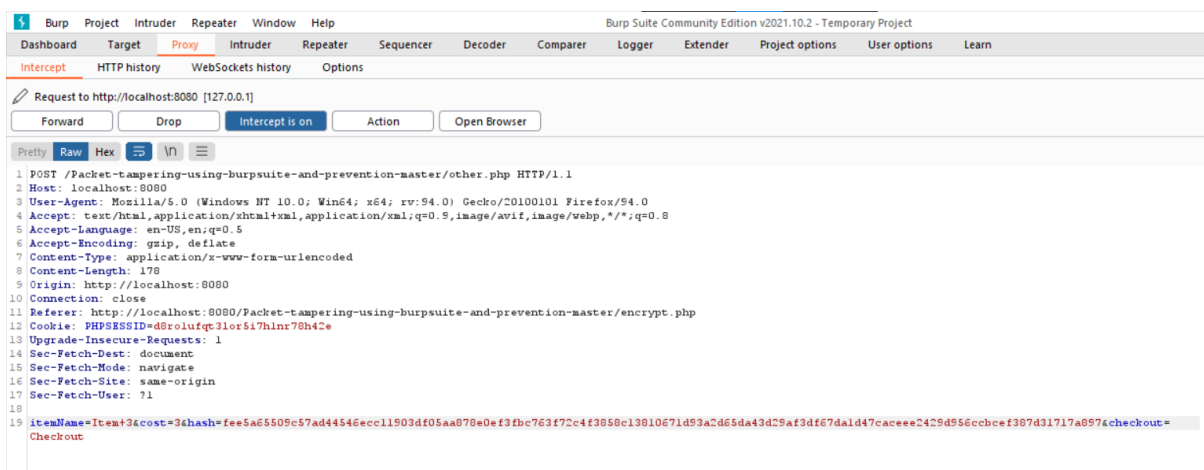 Burp Project Intruder Repeater Window Help Burp Suite Community Edition v2021.10.2 - Temporary Project
Dashboard Target Proxy Intruder Repeater Sequencer Decoder Comparer Logger Extender Project options User options Learn
Intercept HTTP history WebSockets history Options
Request to http://localhost:8080 [127.0.0.1]
Forward Drop Intercept is on Action Open Browser
Pretty Raw Hex \n
1 POST /Packet-tampering-using-burpsuite-and-prevention-master/other.php HTTP/1.1
2 Host: localhost:8080
3 User-Agent: Mozilla/5.0 (Windows NT 10.0; Win64; x64; rv:94.0) Gecko/20100101 Firefox/94.0
4 Accept: text/html,application/xhtml+xml,application/xml;q=0.9,image/avif,image/webp,*/*;q=0.8
5 Accept-Language: en-US,en;q=0.5
6 Accept-Encoding: gzip, deflate
7 Content-Type: application/x-www-form-urlencoded
8 Content-Length: 178
9 Origin: http://localhost:8080
10 Connection: close
11 Referer: http://localhost:8080/Packet-tampering-using-burpsuite-and-prevention-master/encrypt.php
12 Cookie: PHPSESSID=d8rolufqt3lor5i7hlnr78h42e
13 Upgrade-Insecure-Requests: 1
14 Sec-Fetch-Dest: document
15 Sec-Fetch-Mode: navigate
16 Sec-Fetch-Site: same-origin
17 Sec-Fetch-User: ?1
18
19 itemName=Item+3&cost=3&hash=fee5a65509c57ad44546ecc11903df05aa878e0ef3fbc763f72c4f3858c13810671d93a2d65da43d29af3df67da1d47caceee2429d956ccbcef387d31717a897&checkout=
Checkout